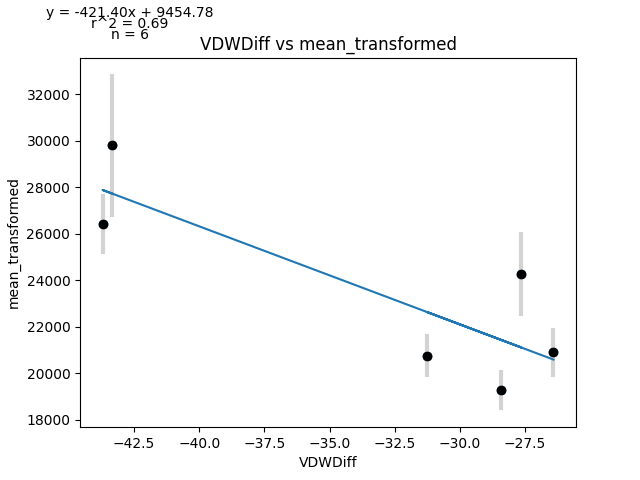 y = -421.40x + 9454.78
r^2 = 0.69
n = 6
VDWDiff vs mean_transformed
mean_transformed
32000
30000
28000
26000
24000
22000
20000
18000
−42.5 −40.0 −37.5 −35.0 −32.5 −30.0 −27.5
VDWDiff